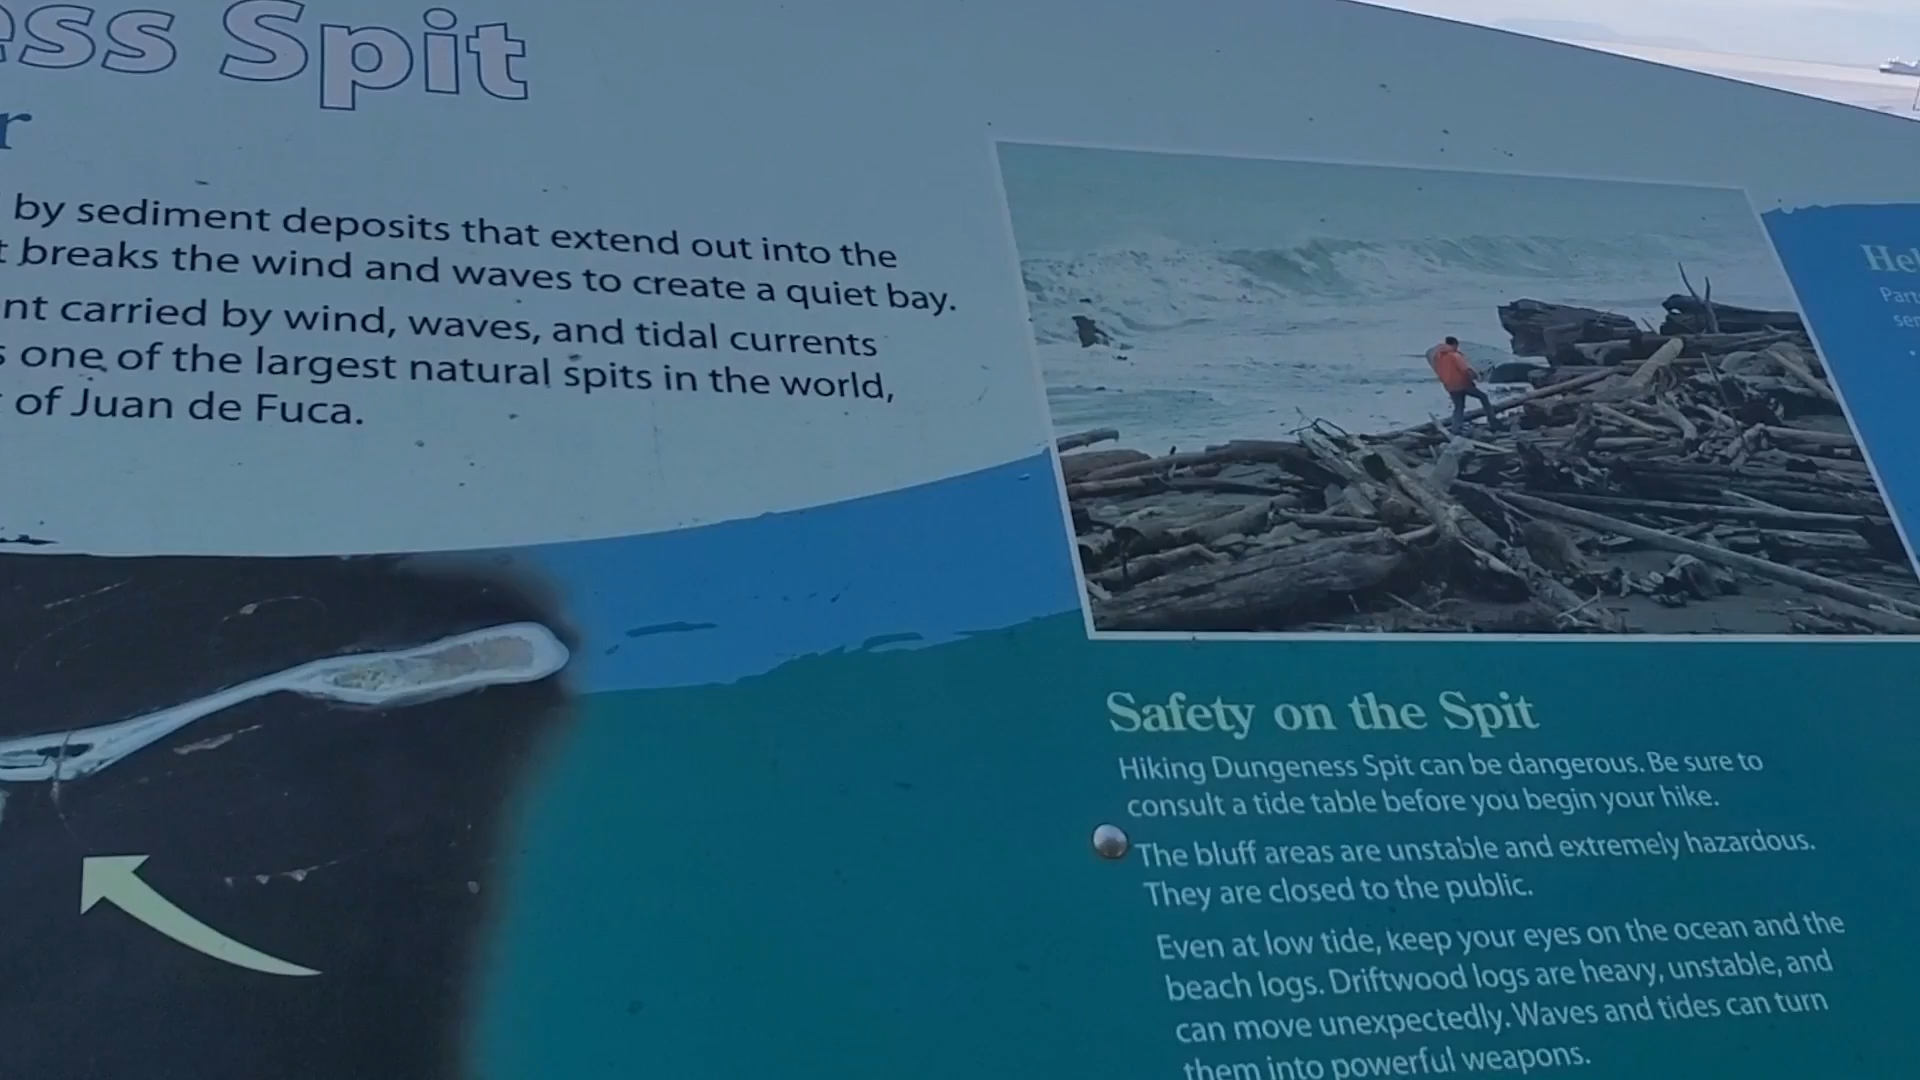 ess Spit
r
by sediment deposits that extend out into the
t breaks the wind and waves to create a quiet bay.
nt carried by wind, waves, and tidal currents
s one of the largest natural spits in the world,
of Juan de Fuca.
Safety on the Spit
Hiking Dungeness Spit can be dangerous. Be sure to
consult a tide table before you begin your hike.
The bluff areas are unstable and extremely hazardous.
They are closed to the public.
Even at low tide, keep your eyes on the ocean and the
beach logs. Driftwood logs are heavy, unstable, and
can move unexpectedly. Waves and tides can turn
them into powerful weapons.
Hel
Part
ser